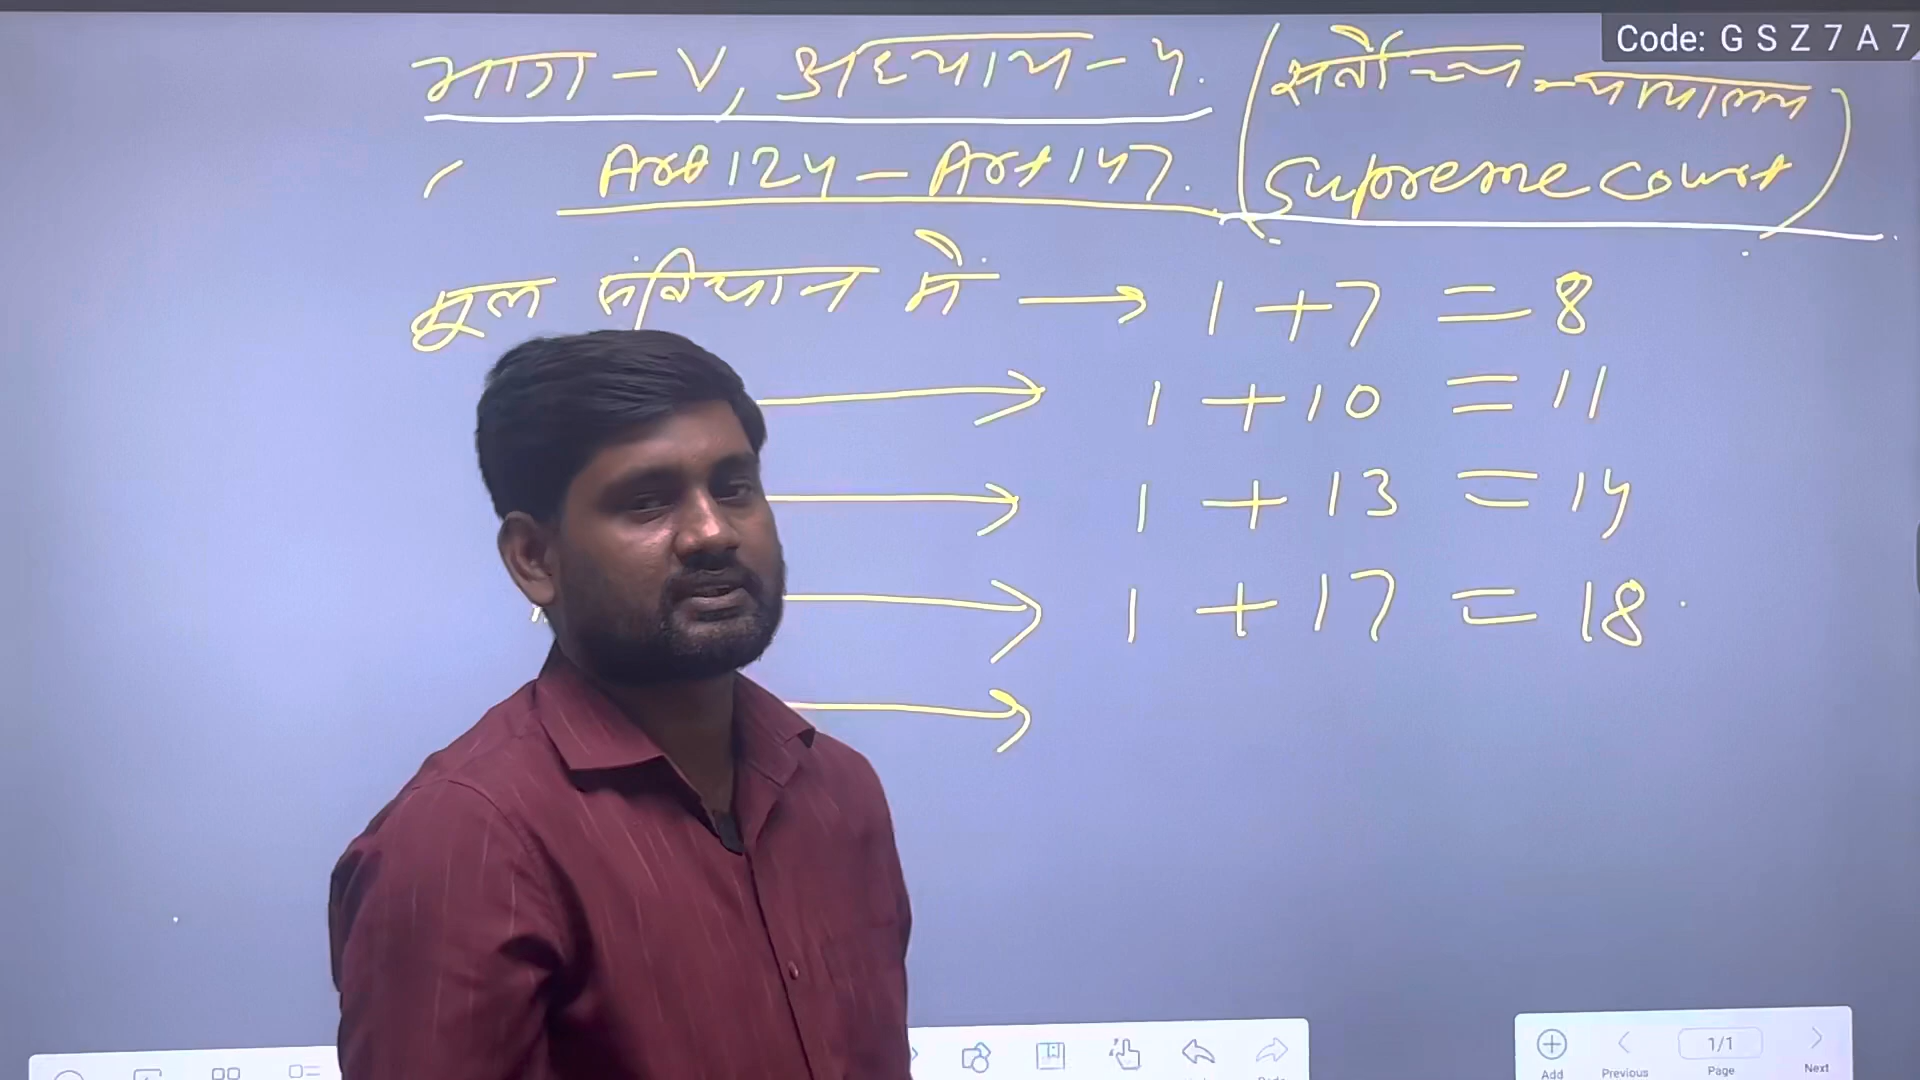 Code: G S Z 7 A 7
भाग - V, अध्याय - 4. (सर्वोच्च न्यायालय
Art 124 - Art 147. Supreme court)
मूल संविधान में → 1 + 7 = 8
→ 1 + 10 = 11
→ 1 + 13 = 14
→ 1 + 17 = 18
→
Add Previous 1/1 Page Next